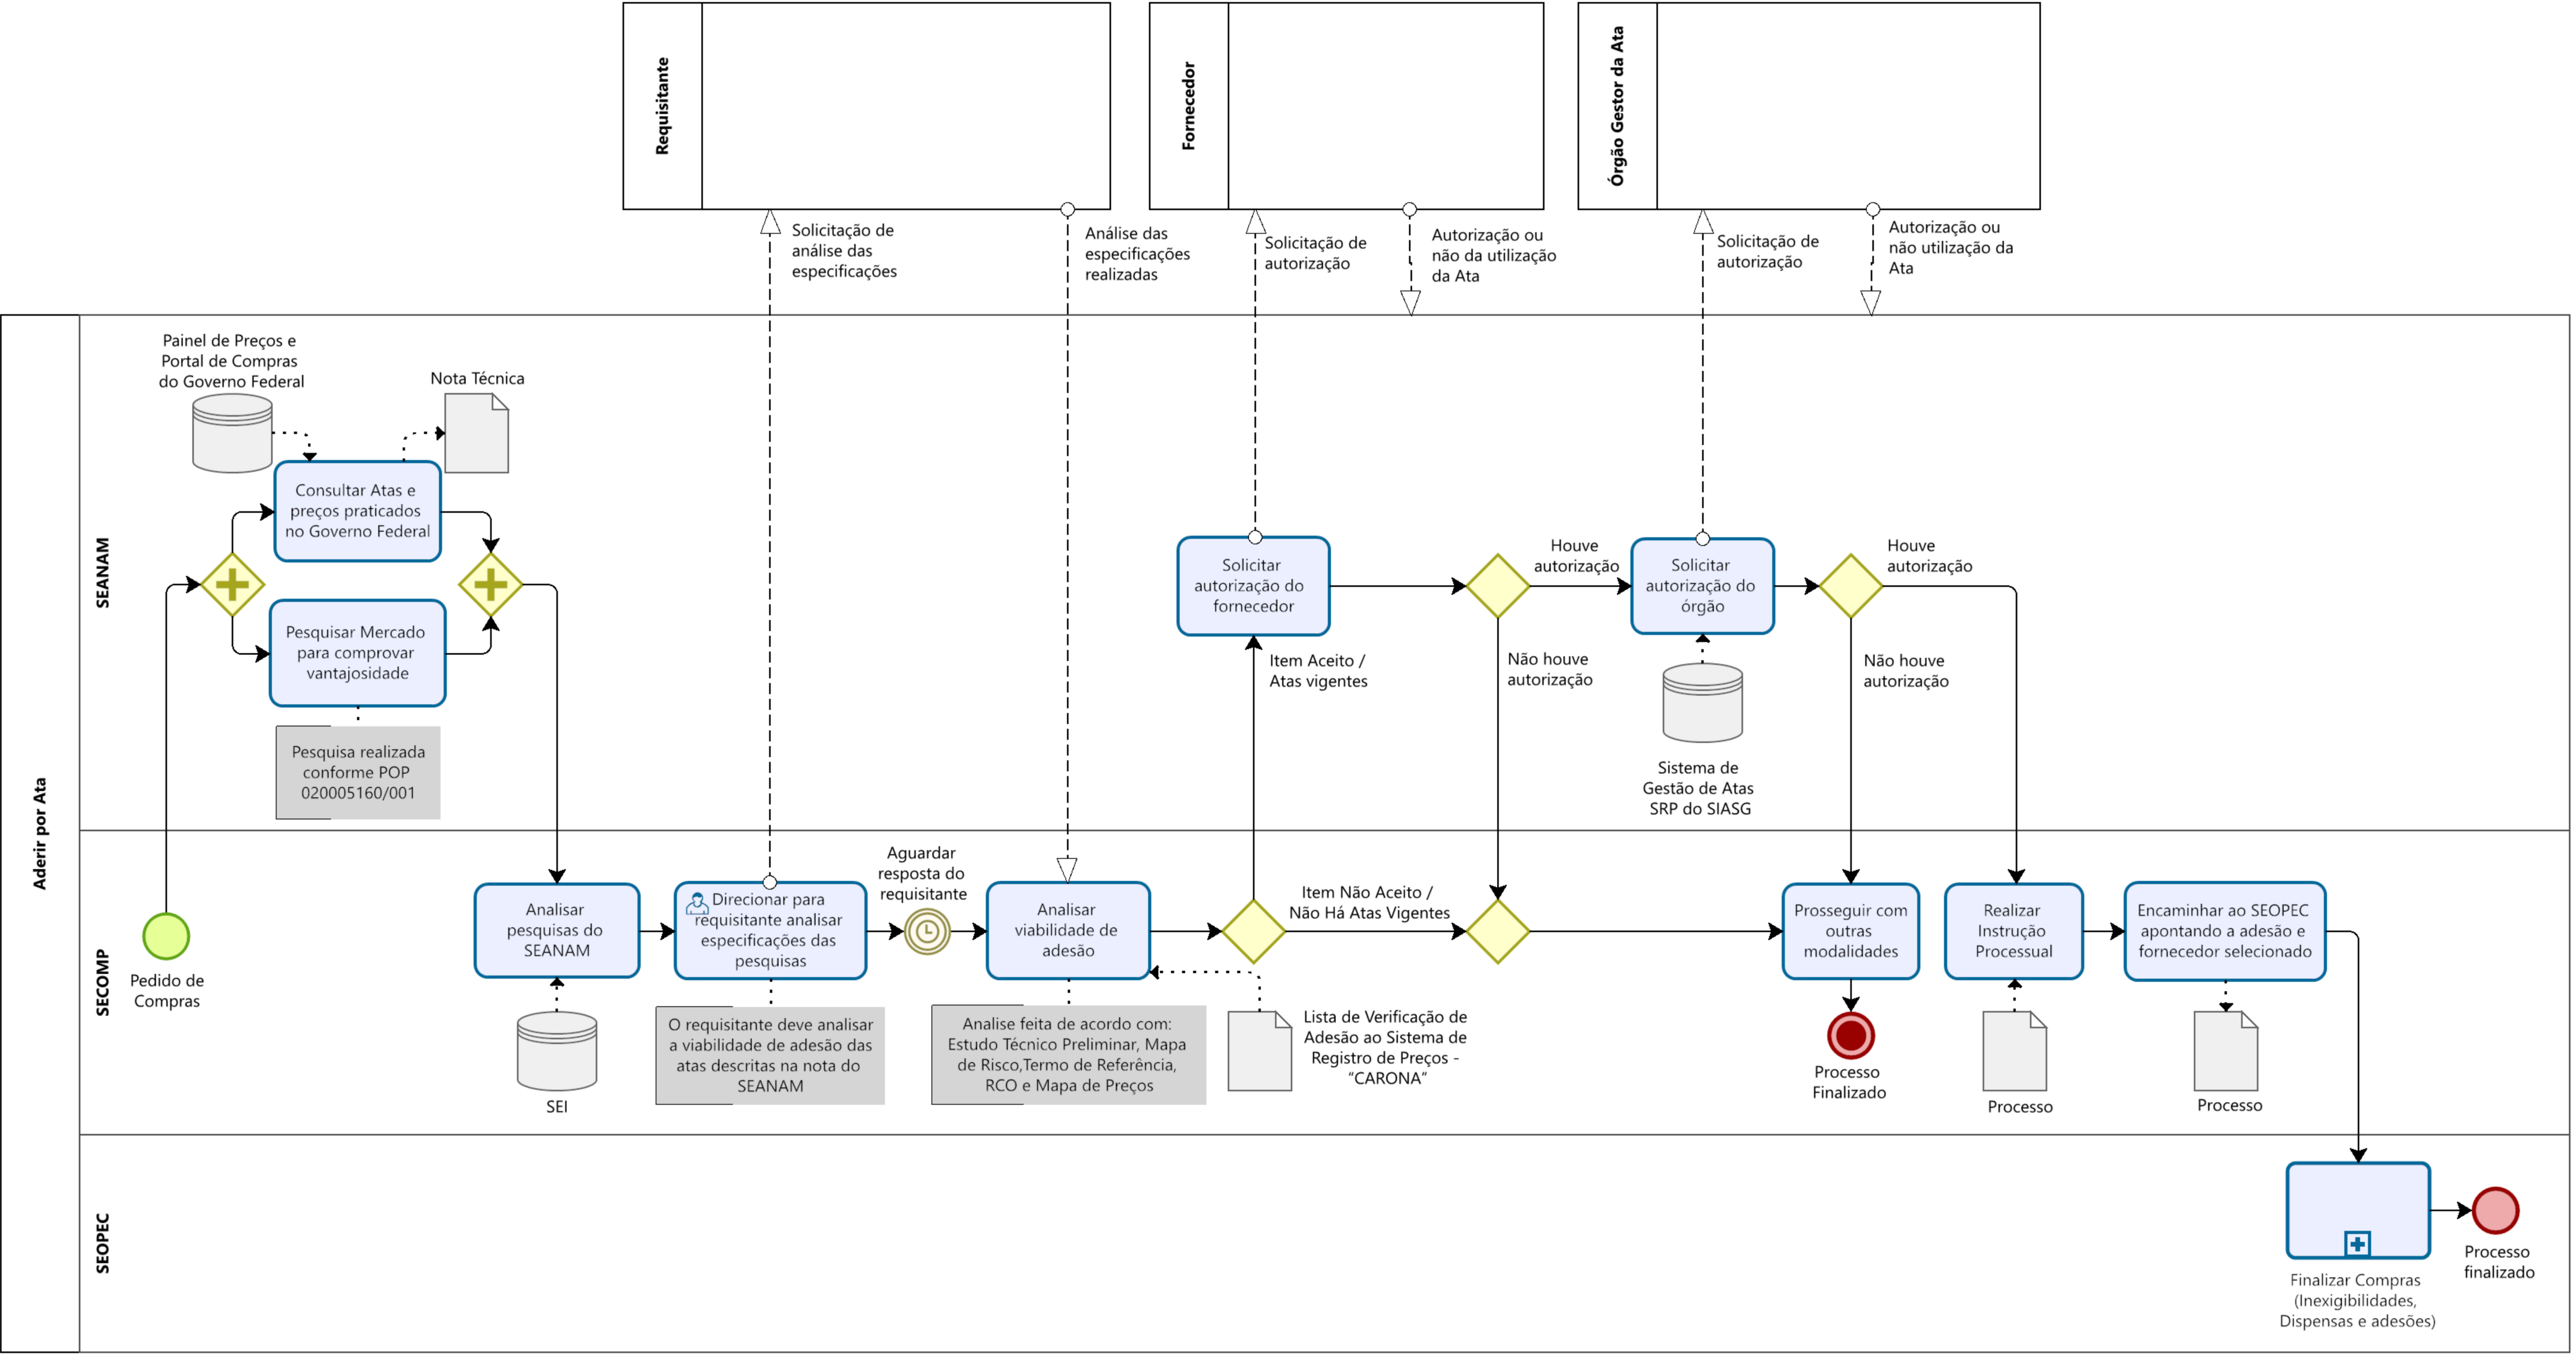 Requisitante
Fornecedor
Órgão Gestor da Ata
Solicitação de
análise das
especificações
Análise das
especificações
realizadas
Solicitação de
autorização
Autorização ou
não da utilização
da Ata
Solicitação de
autorização
Autorização ou
não utilização da
Ata
Aderir por Ata
SEANAM
Painel de Preços e
Portal de Compras
do Governo Federal
Nota Técnica
Consultar Atas e
preços praticados
no Governo Federal
Pesquisar Mercado
para comprovar
vantajosidade
Pesquisa realizada
conforme POP
020005160/001
Solicitar
autorização do
fornecedor
Houve
autorização
Solicitar
autorização do
órgão
Houve
autorização
Item Aceito /
Atas vigentes
Não houve
autorização
Não houve
autorização
Sistema de
Gestão de Atas
SRP do SIASG
SECOMP
Pedido de
Compras
Analisar
pesquisas do
SEANAM
SEI
Direcionar para
requisitante analisar
especificações das
pesquisas
O requisitante deve analisar
a viabilidade de adesão das
atas descritas na nota do
SEANAM
Aguardar
resposta do
requisitante
Analisar
viabilidade de
adesão
Analise feita de acordo com:
Estudo Técnico Preliminar, Mapa
de Risco,Termo de Referência,
RCO e Mapa de Preços
Item Não Aceito /
Não Há Atas Vigentes
Lista de Verificação de
Adesão ao Sistema de
Registro de Preços -
“CARONA”
Prosseguir com
outras
modalidades
Processo
Finalizado
Realizar
Instrução
Processual
Processo
Encaminhar ao SEOPEC
apontando a adesão e
fornecedor selecionado
Processo
SEOPEC
Finalizar Compras
(Inexigibilidades,
Dispensas e adesões)
Processo
finalizado